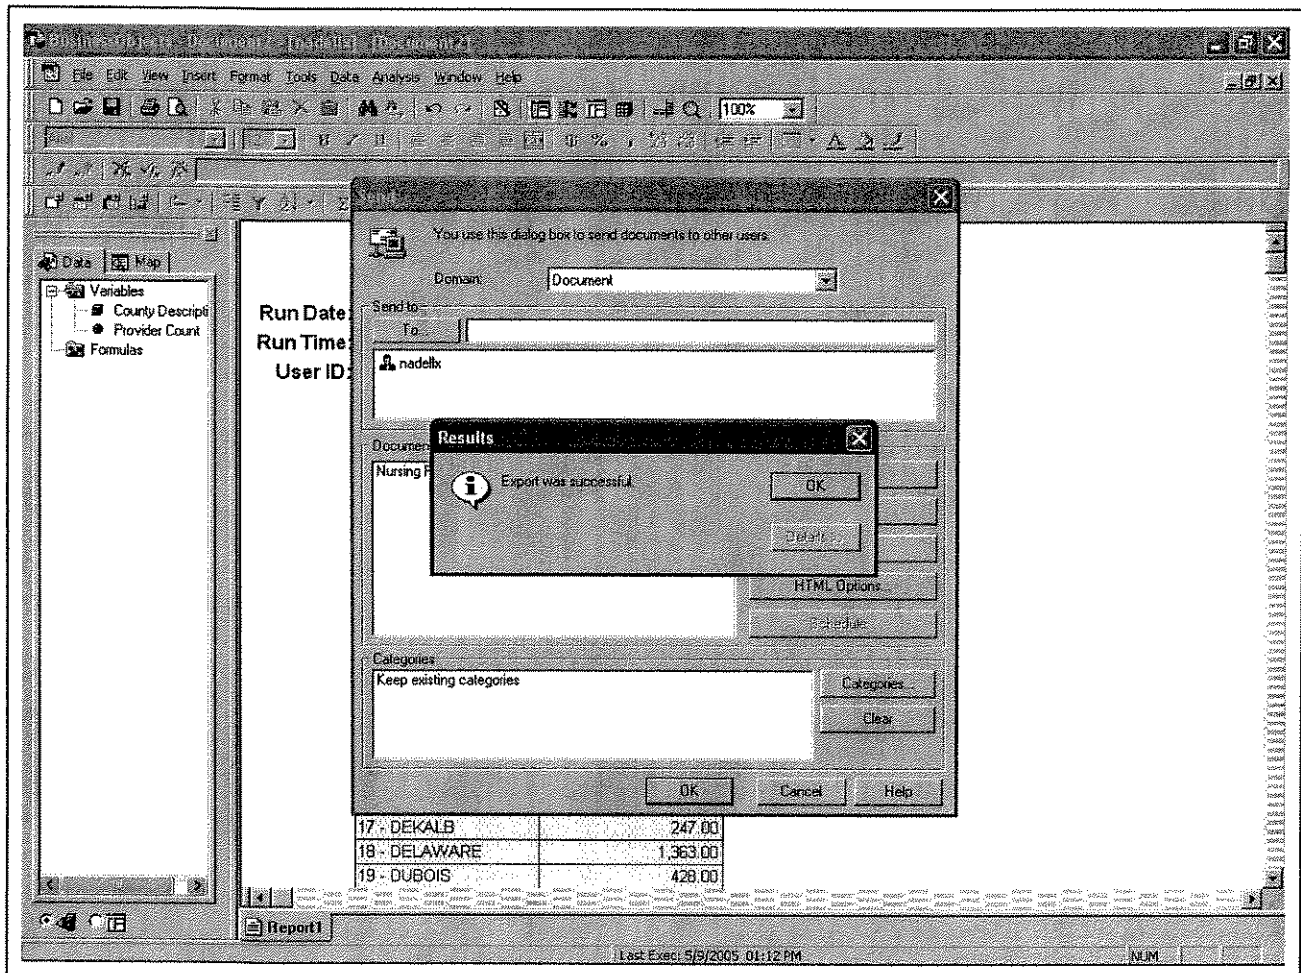 File Edit View Insert Format Tools Data Analysis Window Help
100%
You use this dialog box to send documents to other users.
Data Map
Domain: Document
Variables
County Descripti
Provider Count
Formulas
Run Date:
Run Time:
User ID:
Send to
To...
nadellx
Results
Nursing
Export was successful.
OK
Details...
HTML Options...
Schedule...
Categories
Keep existing categories
Categories...
Clear
OK Cancel Help
17 - DEKALB 247.00
18 - DELAWARE 1,363.00
19 - DUBOIS 428.00
Report1
Last Exec: 5/9/2005 01:12 PM NUM